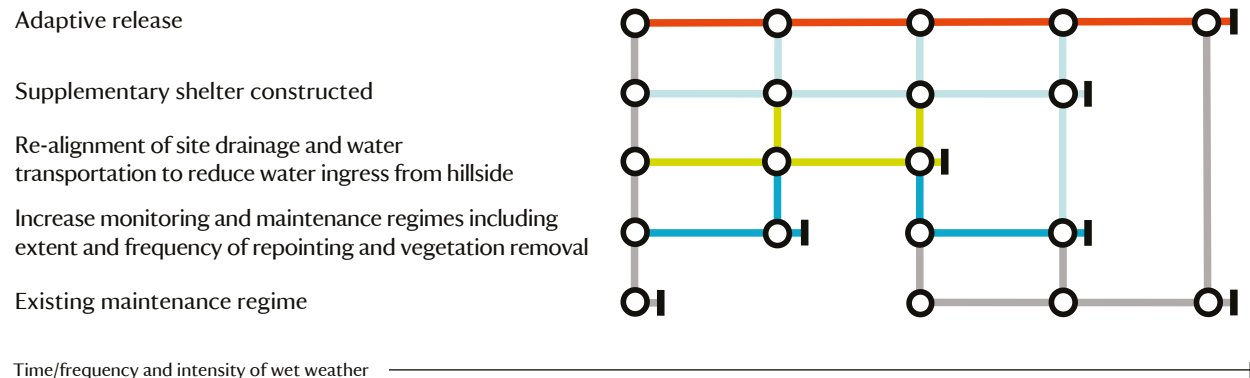 Adaptive release
Supplementary shelter constructed
Re-alignment of site drainage and water
transportation to reduce water ingress from hillside
Increase monitoring and maintenance regimes including
extent and frequency of repointing and vegetation removal
Existing maintenance regime
Time/frequency and intensity of wet weather